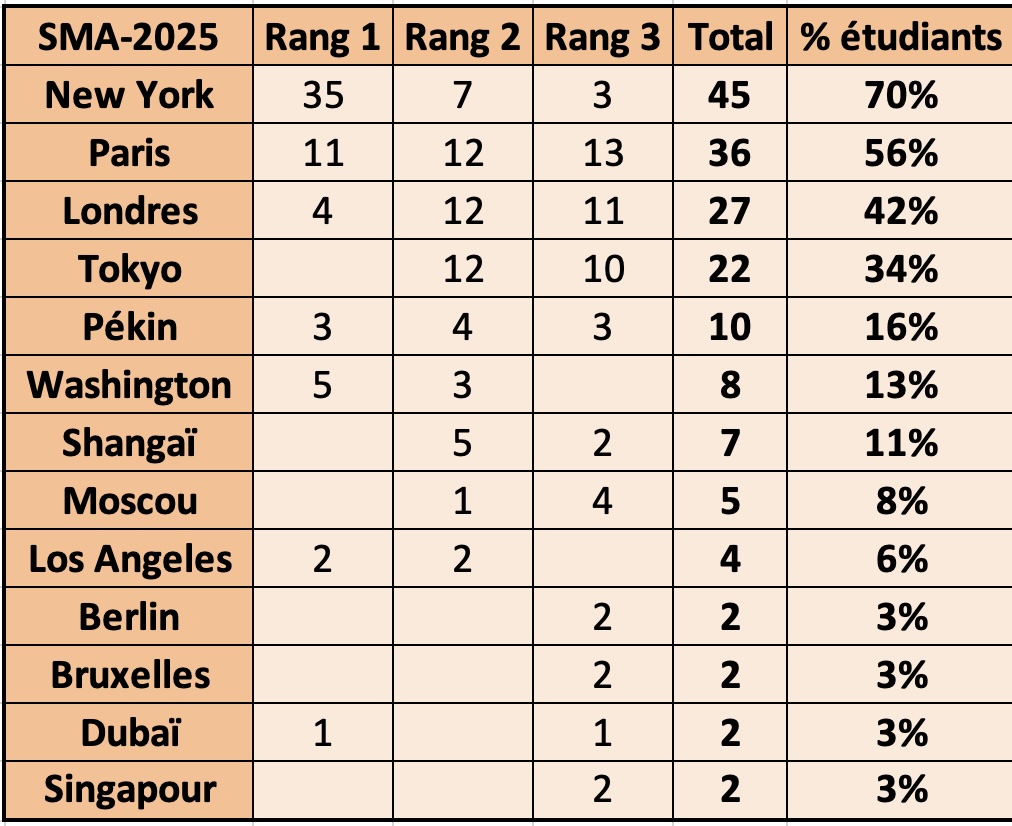 SMA-2025 Rang 1 Rang 2 Rang 3 Total % étudiants
New York 35 7 3 45 70%
Paris 11 12 13 36 56%
Londres 4 12 11 27 42%
Tokyo 12 10 22 34%
Pékin 3 4 3 10 16%
Washington 5 3 8 13%
Shangaï 5 2 7 11%
Moscou 1 4 5 8%
Los Angeles 2 2 4 6%
Berlin 2 2 3%
Bruxelles 2 2 3%
Dubaï 1 1 2 3%
Singapour 2 2 3%